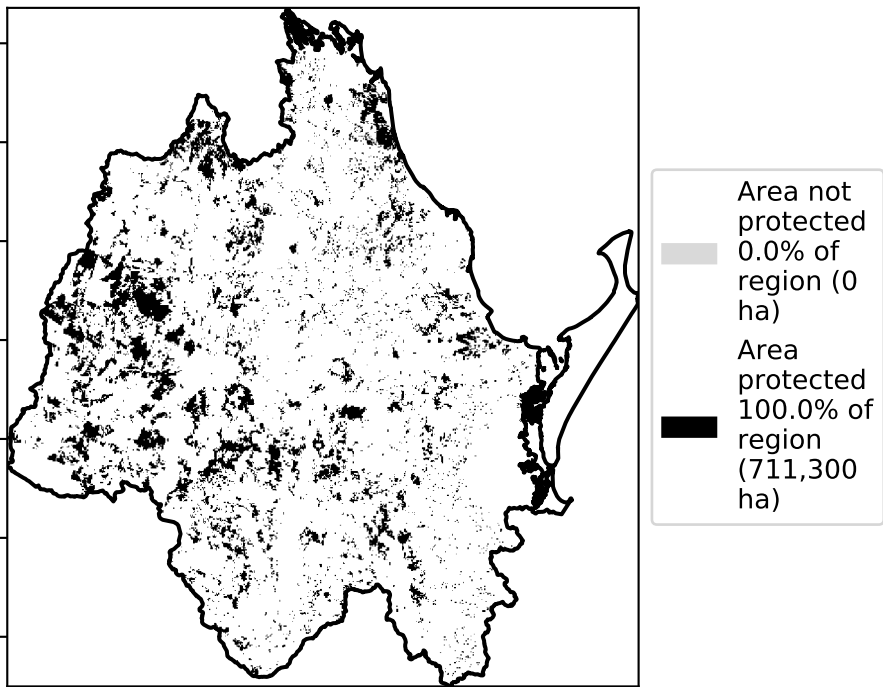 Area not
protected
0.0% of
region (0
ha)
Area
protected
100.0% of
region
(711,300
ha)